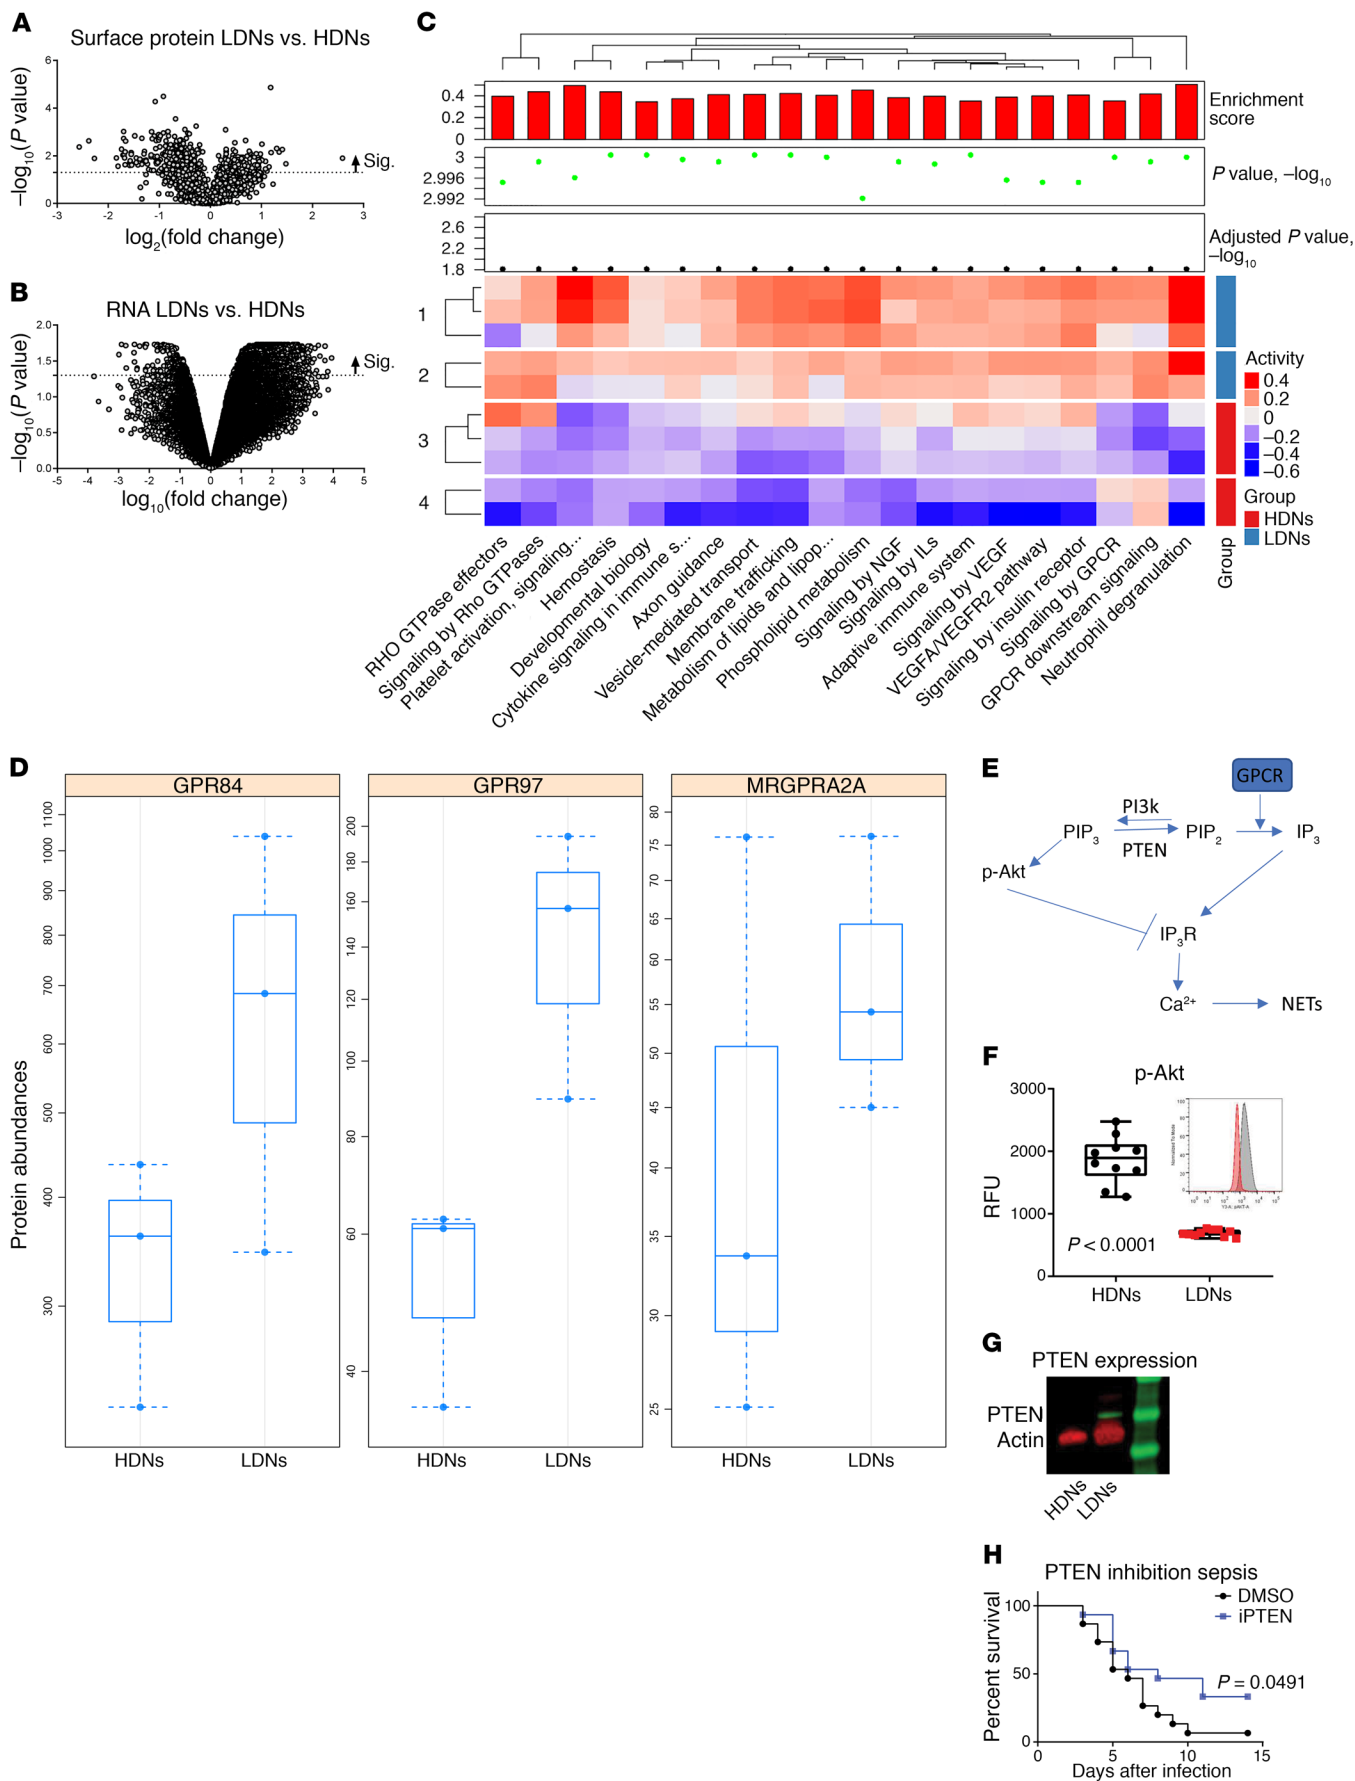 A
Surface protein LDNs vs. HDNs
–log10(P value)
6
4
2
0
Sig.
-3 -2 -1 0 1 2 3
log2(fold change)
B
RNA LDNs vs. HDNs
–log10(P value)
2.0
1.5
1.0
0.5
0.0
Sig.
-5 -4 -3 -2 -1 0 1 2 3 4 5
log10(fold change)
C
0.4
0.2
0
Enrichment
score
3
2.996
2.992
P value, –log10
2.6
2.2
1.8
Adjusted P value,
–log10
1
2
3
4
Activity
0.4
0.2
0
–0.2
–0.4
–0.6
Group
HDNs
LDNs
Group
RHO GTPase effectors
Signaling by Rho GTPases
Platelet activation, signaling...
Hemostasis
Developmental biology
Cytokine signaling in immune s...
Axon guidance
Vesicle-mediated transport
Membrane trafficking
Metabolism of lipids and lipop...
Phospholipid metabolism
Signaling by NGF
Signaling by ILs
Adaptive immune system
Signaling by VEGF
VEGFA/VEGFR2 pathway
Signaling by insulin receptor
Signaling by GPCR
GPCR downstream signaling
Neutrophil degranulation
D
Protein abundances
GPR84
1100
1000
900
800
700
600
500
400
300
HDNs LDNs
GPR97
200
180
160
140
120
100
80
60
40
HDNs LDNs
MRGPRA2A
80
75
70
65
60
55
50
45
40
35
30
25
HDNs LDNs
E
GPCR
PI3k
PIP3 PIP2 IP3
PTEN
p-Akt
IP3R
Ca2+ NETs
F
p-Akt
RFU
3000
2000
1000
0
P < 0.0001
HDNs LDNs
G
PTEN expression
PTEN
Actin
HDNs
LDNs
H
PTEN inhibition sepsis
DMSO
iPTEN
Percent survival
100
50
0
P = 0.0491
0 5 10 15
Days after infection